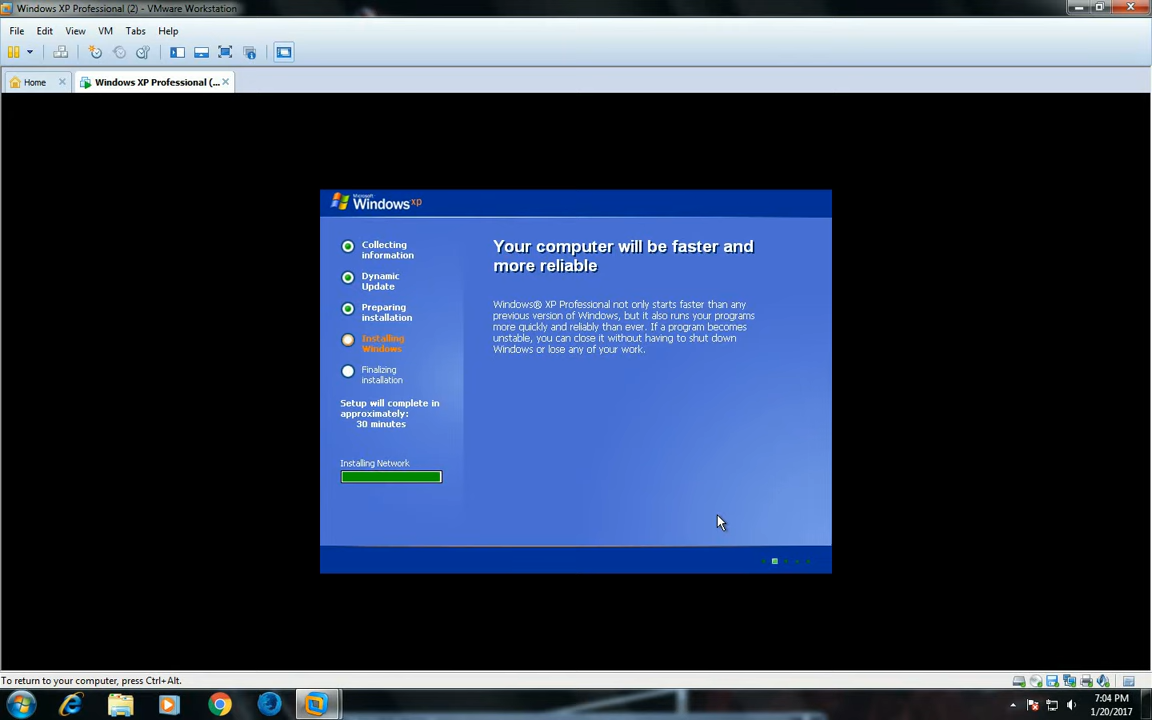 Windows XP Professional (2) - VMware Workstation
File Edit View VM Tabs Help
Home
Windows XP Professional (...
Microsoft
Windows xp
Collecting
information
Dynamic
Update
Preparing
installation
Installing
Windows
Finalizing
installation
Setup will complete in
approximately:
30 minutes
Installing Network
Your computer will be faster and
more reliable
Windows® XP Professional not only starts faster than any
previous version of Windows, but it also runs your programs
more quickly and reliably than ever. If a program becomes
unstable, you can close it without having to shut down
Windows or lose any of your work.
To return to your computer, press Ctrl+Alt.
7:04 PM
1/20/2017